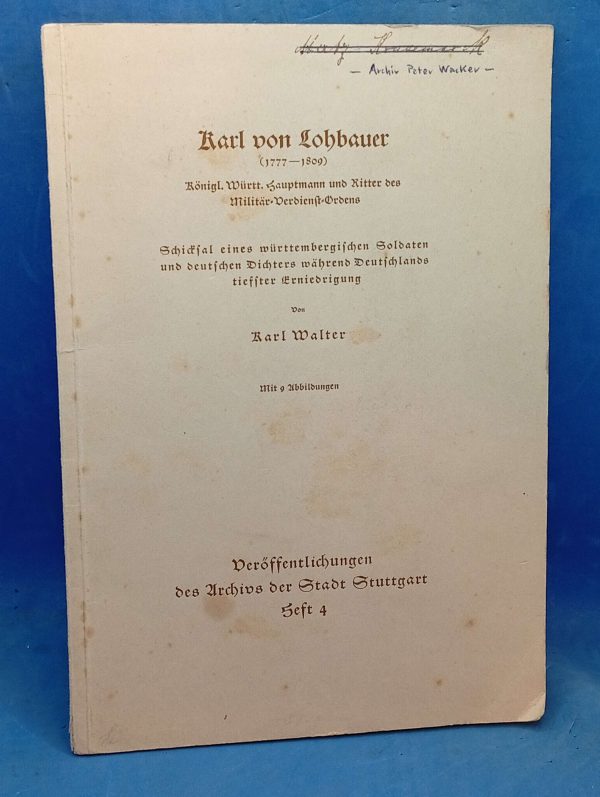 — Archiv Peter Wacker —
Karl von Lohbauer
(1777—1809)
Königl. Württ. Hauptmann und Ritter des
Militär-Verdienst-Ordens
Schicksal eines württembergischen Soldaten
und deutschen Dichters während Deutschlands
tiefster Erniedrigung
Von
Karl Walter
Mit 9 Abbildungen
Veröffentlichungen
des Archivs der Stadt Stuttgart
Heft 4